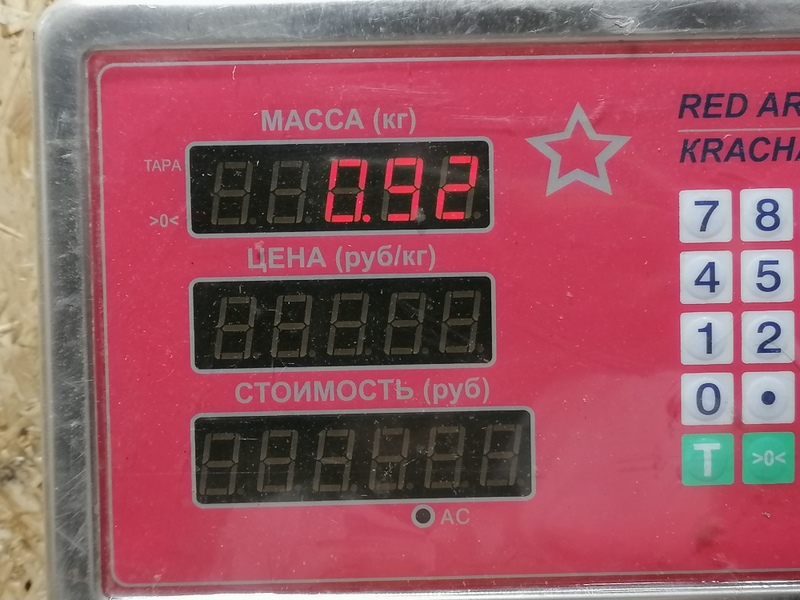 МАССА (кг)
RED AR
КRACHA
ТАРА
0.92
>0<
7 8
ЦЕНА (руб/кг)
4 5
1 2
СТОИМОСТЬ (руб)
0 •
T >0<
AC